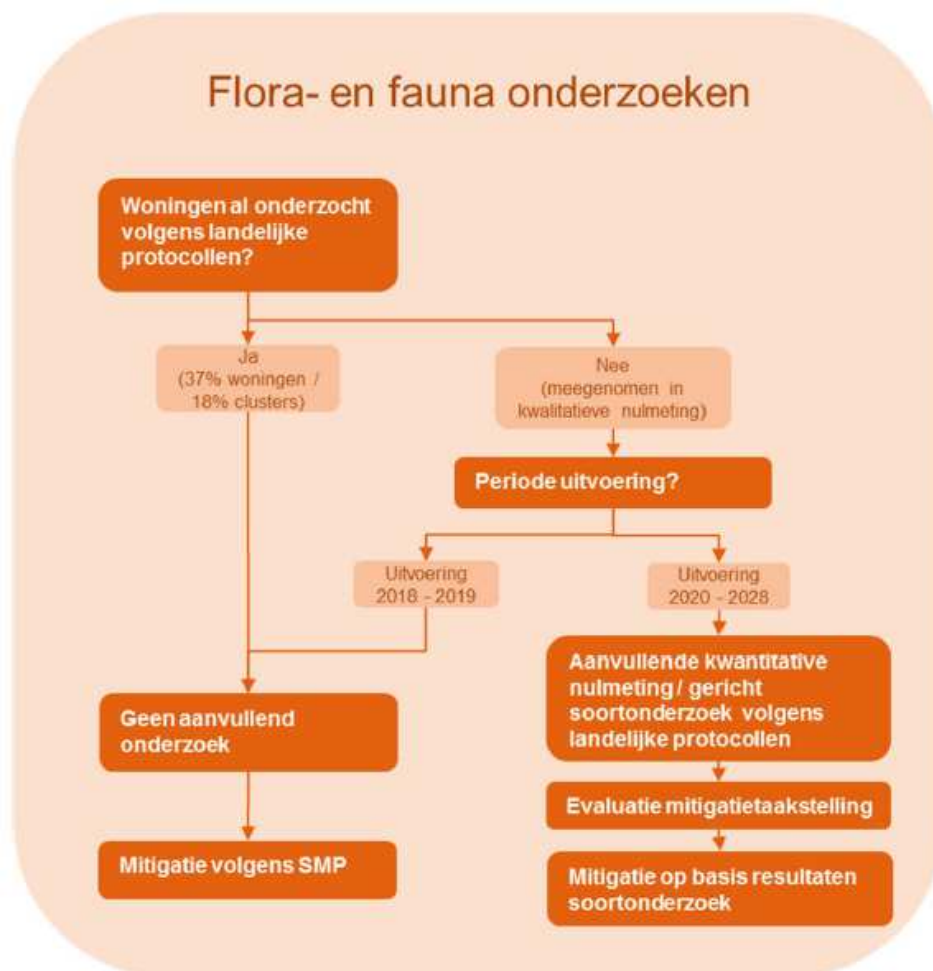 Flora- en fauna onderzoeken
Woningen al onderzocht
volgens landelijke
protocollen?
Ja
(37% woningen /
18% clusters)
Nee
(meegenomen in
kwalitatieve nulmeting)
Periode uitvoering?
Uitvoering
2018 - 2019
Uitvoering
2020 - 2028
Aanvullende kwantitative
nulmeting / gericht
soortonderzoek volgens
landelijke protocollen
Geen aanvullend
onderzoek
Evaluatie mitigatietaakstelling
Mitigatie volgens SMP
Mitigatie op basis resultaten
soortonderzoek